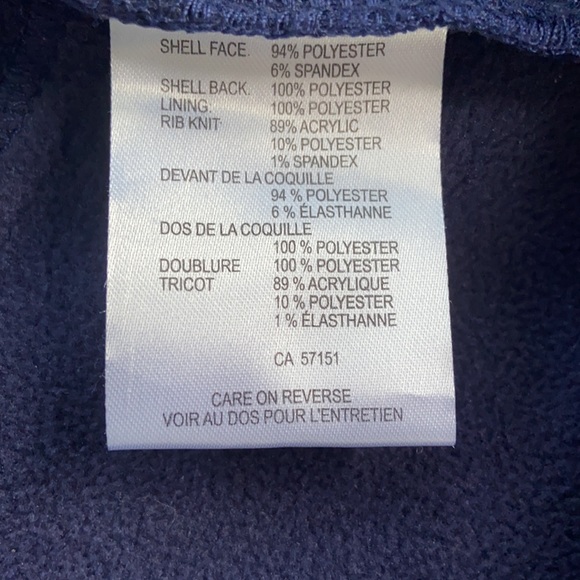 SHELL FACE. 94% POLYESTER
6% SPANDEX
SHELL BACK. 100% POLYESTER
LINING. 100% POLYESTER
RIB KNIT 89% ACRYLIC
10% POLYESTER
1% SPANDEX
DEVANT DE LA COQUILLE
94 % POLYESTER
6 % ÉLASTHANNE
DOS DE LA COQUILLE
100 % POLYESTER
DOUBLURE 100 % POLYESTER
TRICOT 89 % ACRYLIQUE
10 % POLYESTER
1 % ÉLASTHANNE
CA 57151
CARE ON REVERSE
VOIR AU DOS POUR L'ENTRETIEN